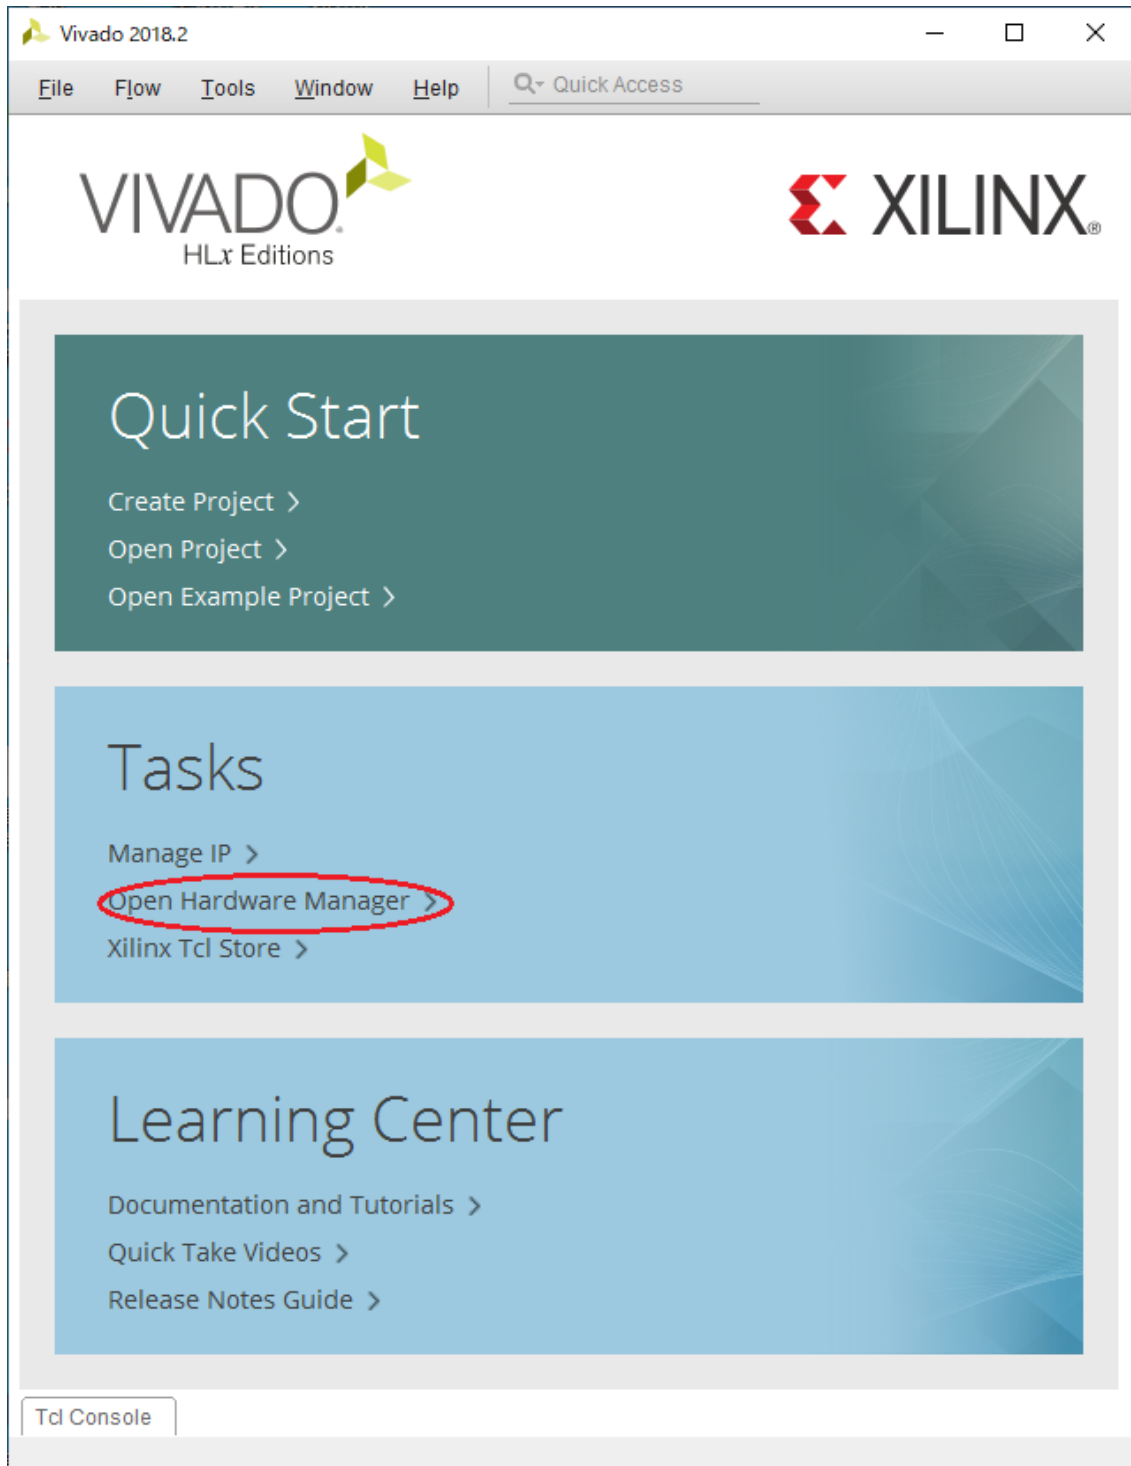 Vivado 2018.2
File Flow Tools Window Help Quick Access
VIVADO.
HLx Editions
XILINX®
Quick Start
Create Project
Open Project
Open Example Project
Tasks
Manage IP
Open Hardware Manager
Xilinx Tcl Store
Learning Center
Documentation and Tutorials
Quick Take Videos
Release Notes Guide
Tcl Console